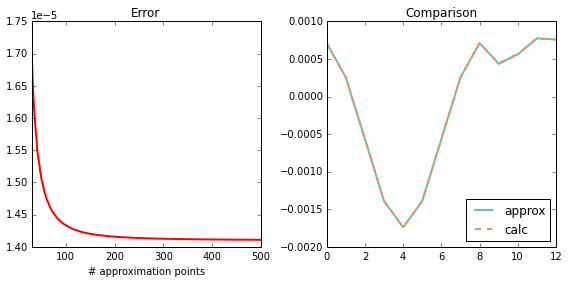 Error
1e−5
1.75
1.70
1.65
1.60
1.55
1.50
1.45
1.40
100 200 300 400 500
# approximation points
Comparison
0.0010
0.0005
0.0000
−0.0005
−0.0010
−0.0015
−0.0020
0 2 4 6 8 10 12
approx
calc